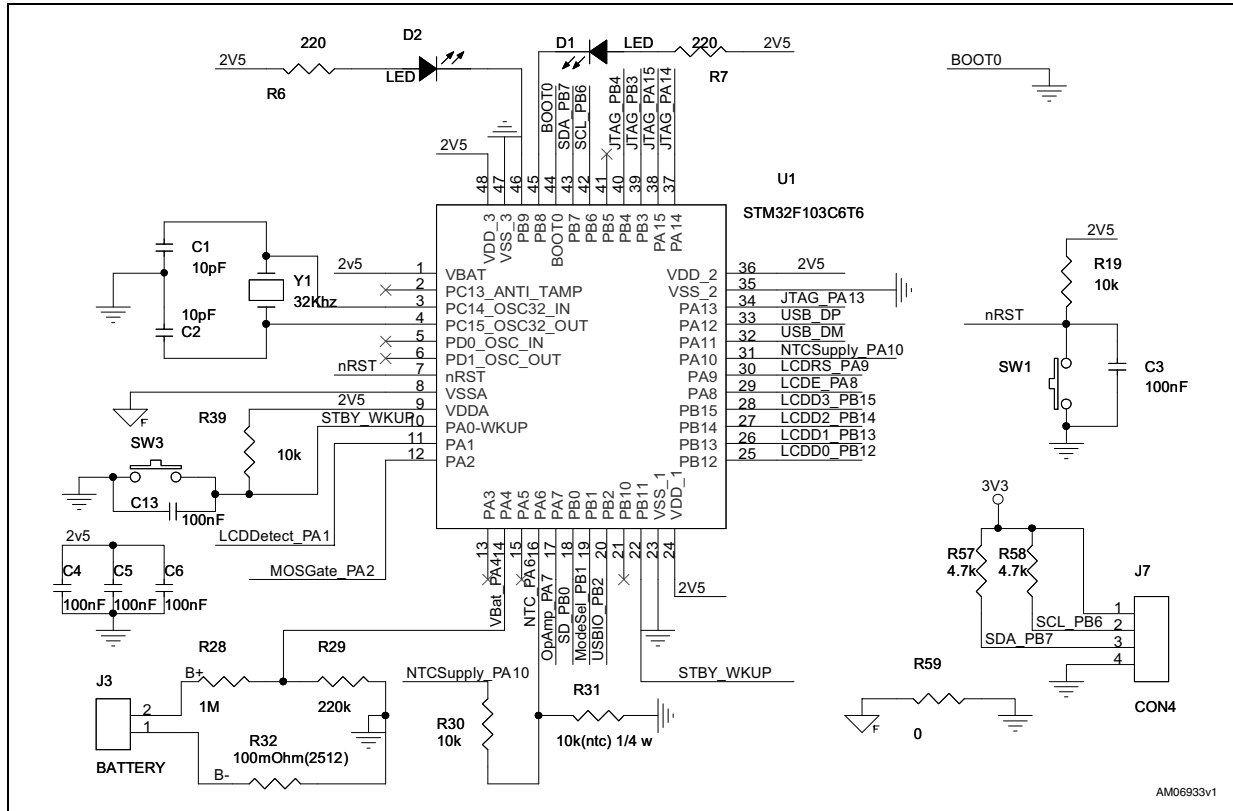 2V5
220
R6
D2
LED
D1
LED
220
R7
2V5
BOOT0
2V5
BOOT0
SDA_PB7
SCL_PB6
JTAG_PB4
JTAG_PB3
JTAG_PA15
JTAG_PA14
48
47
46
45
44
43
42
41
40
39
38
37
VDD_3
VSS_3
PB9
PB8
BOOT0
PB7
PB6
PB5
PB4
PB3
PA15
PA14
U1
STM32F103C6T6
C1
10pF
10pF
C2
Y1
32Khz
2v5
nRST
2V5
STBY_WKUP
1
2
3
4
5
6
7
8
9
10
11
12
VBAT
PC13_ANTI_TAMP
PC14_OSC32_IN
PC15_OSC32_OUT
PD0_OSC_IN
PD1_OSC_OUT
nRST
VSSA
VDDA
PA0-WKUP
PA1
PA2
VDD_2
VSS_2
PA13
PA12
PA11
PA10
PA9
PA8
PB15
PB14
PB13
PB12
36
35
34
33
32
31
30
29
28
27
26
25
2V5
JTAG_PA13
USB_DP
USB_DM
NTCSupply_PA10
LCDRS_PA9
LCDE_PA8
LCDD3_PB15
LCDD2_PB14
LCDD1_PB13
LCDD0_PB12
2V5
R19
10k
nRST
SW1
C3
100nF
F
R39
10k
SW3
C13
100nF
LCDDetect_PA1
MOSGate_PA2
2v5
C4
C5
C6
100nF
100nF
100nF
PA3
PA4
PA5
PA6
PA7
PB0
PB1
PB2
PB10
PB11
VSS_1
VDD_1
13
14
15
16
17
18
19
20
21
22
23
24
VBat_PA4
NTC_PA6
OpAmp_PA7
SD_PB0
ModeSel_PB1
USBIO_PB2
2V5
STBY_WKUP
R28
1M
R29
220k
J3
B+
2
1
BATTERY
B-
R32
100mOhm(2512)
NTCSupply_PA10
R30
10k
R31
10k(ntc) 1/4 w
3V3
R57
4.7k
R58
4.7k
J7
1
2
3
4
SCL_PB6
SDA_PB7
CON4
R59
0
F
AM06933v1